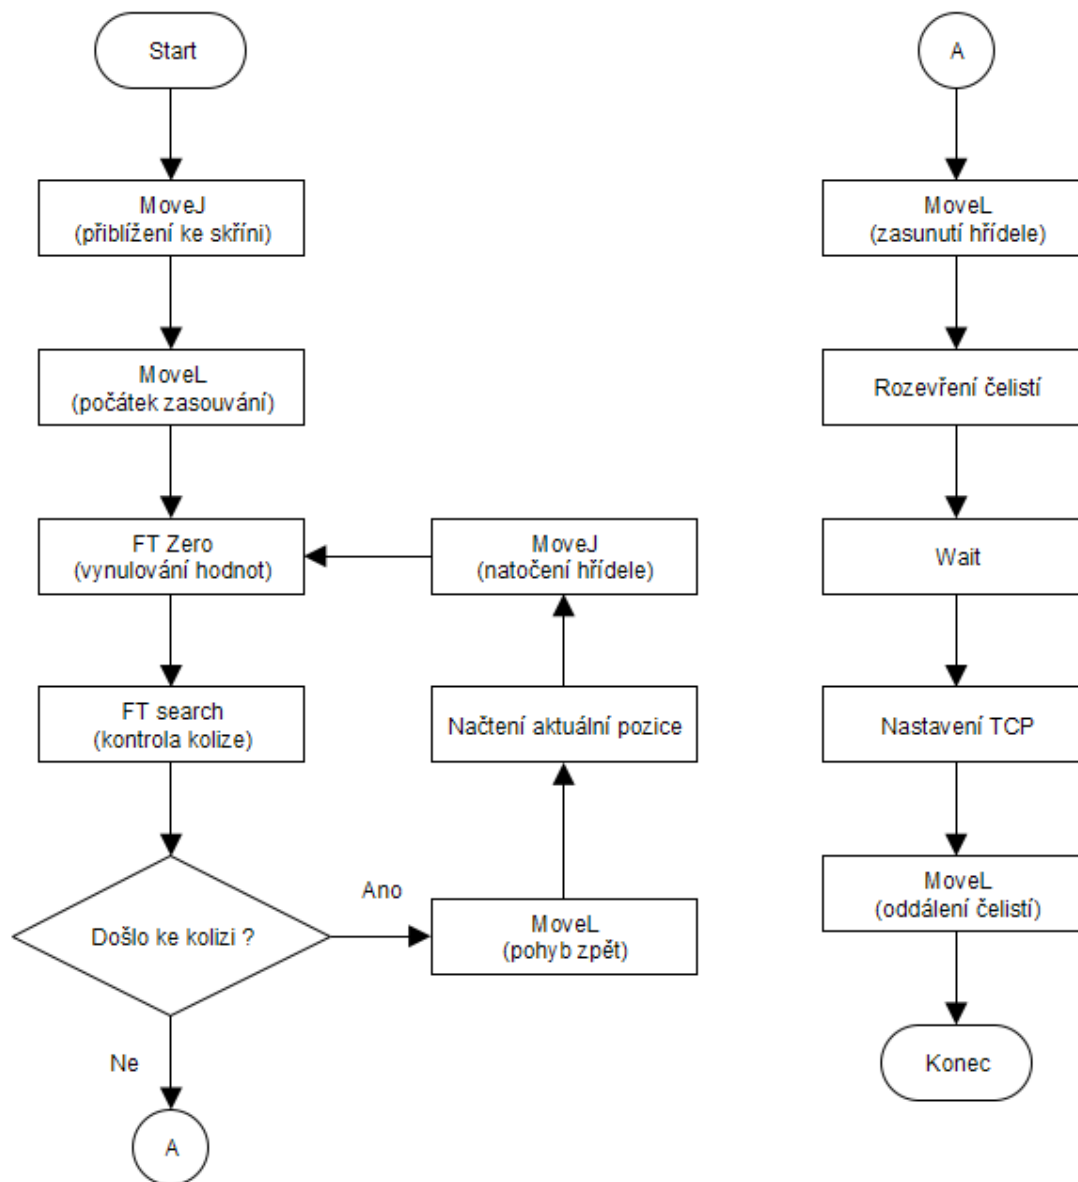 Start
MoveJ
(přiblížení ke skříni)
MoveL
(počátek zasouvání)
FT Zero
(vynulování hodnot)
MoveJ
(natočení hřídele)
FT search
(kontrola kolize)
Načtení aktuální pozice
Došlo ke kolizi ?
Ano
MoveL
(pohyb zpět)
Ne
A
A
MoveL
(zasunutí hřídele)
Rozevření čelistí
Wait
Nastavení TCP
MoveL
(oddálení čelistí)
Konec